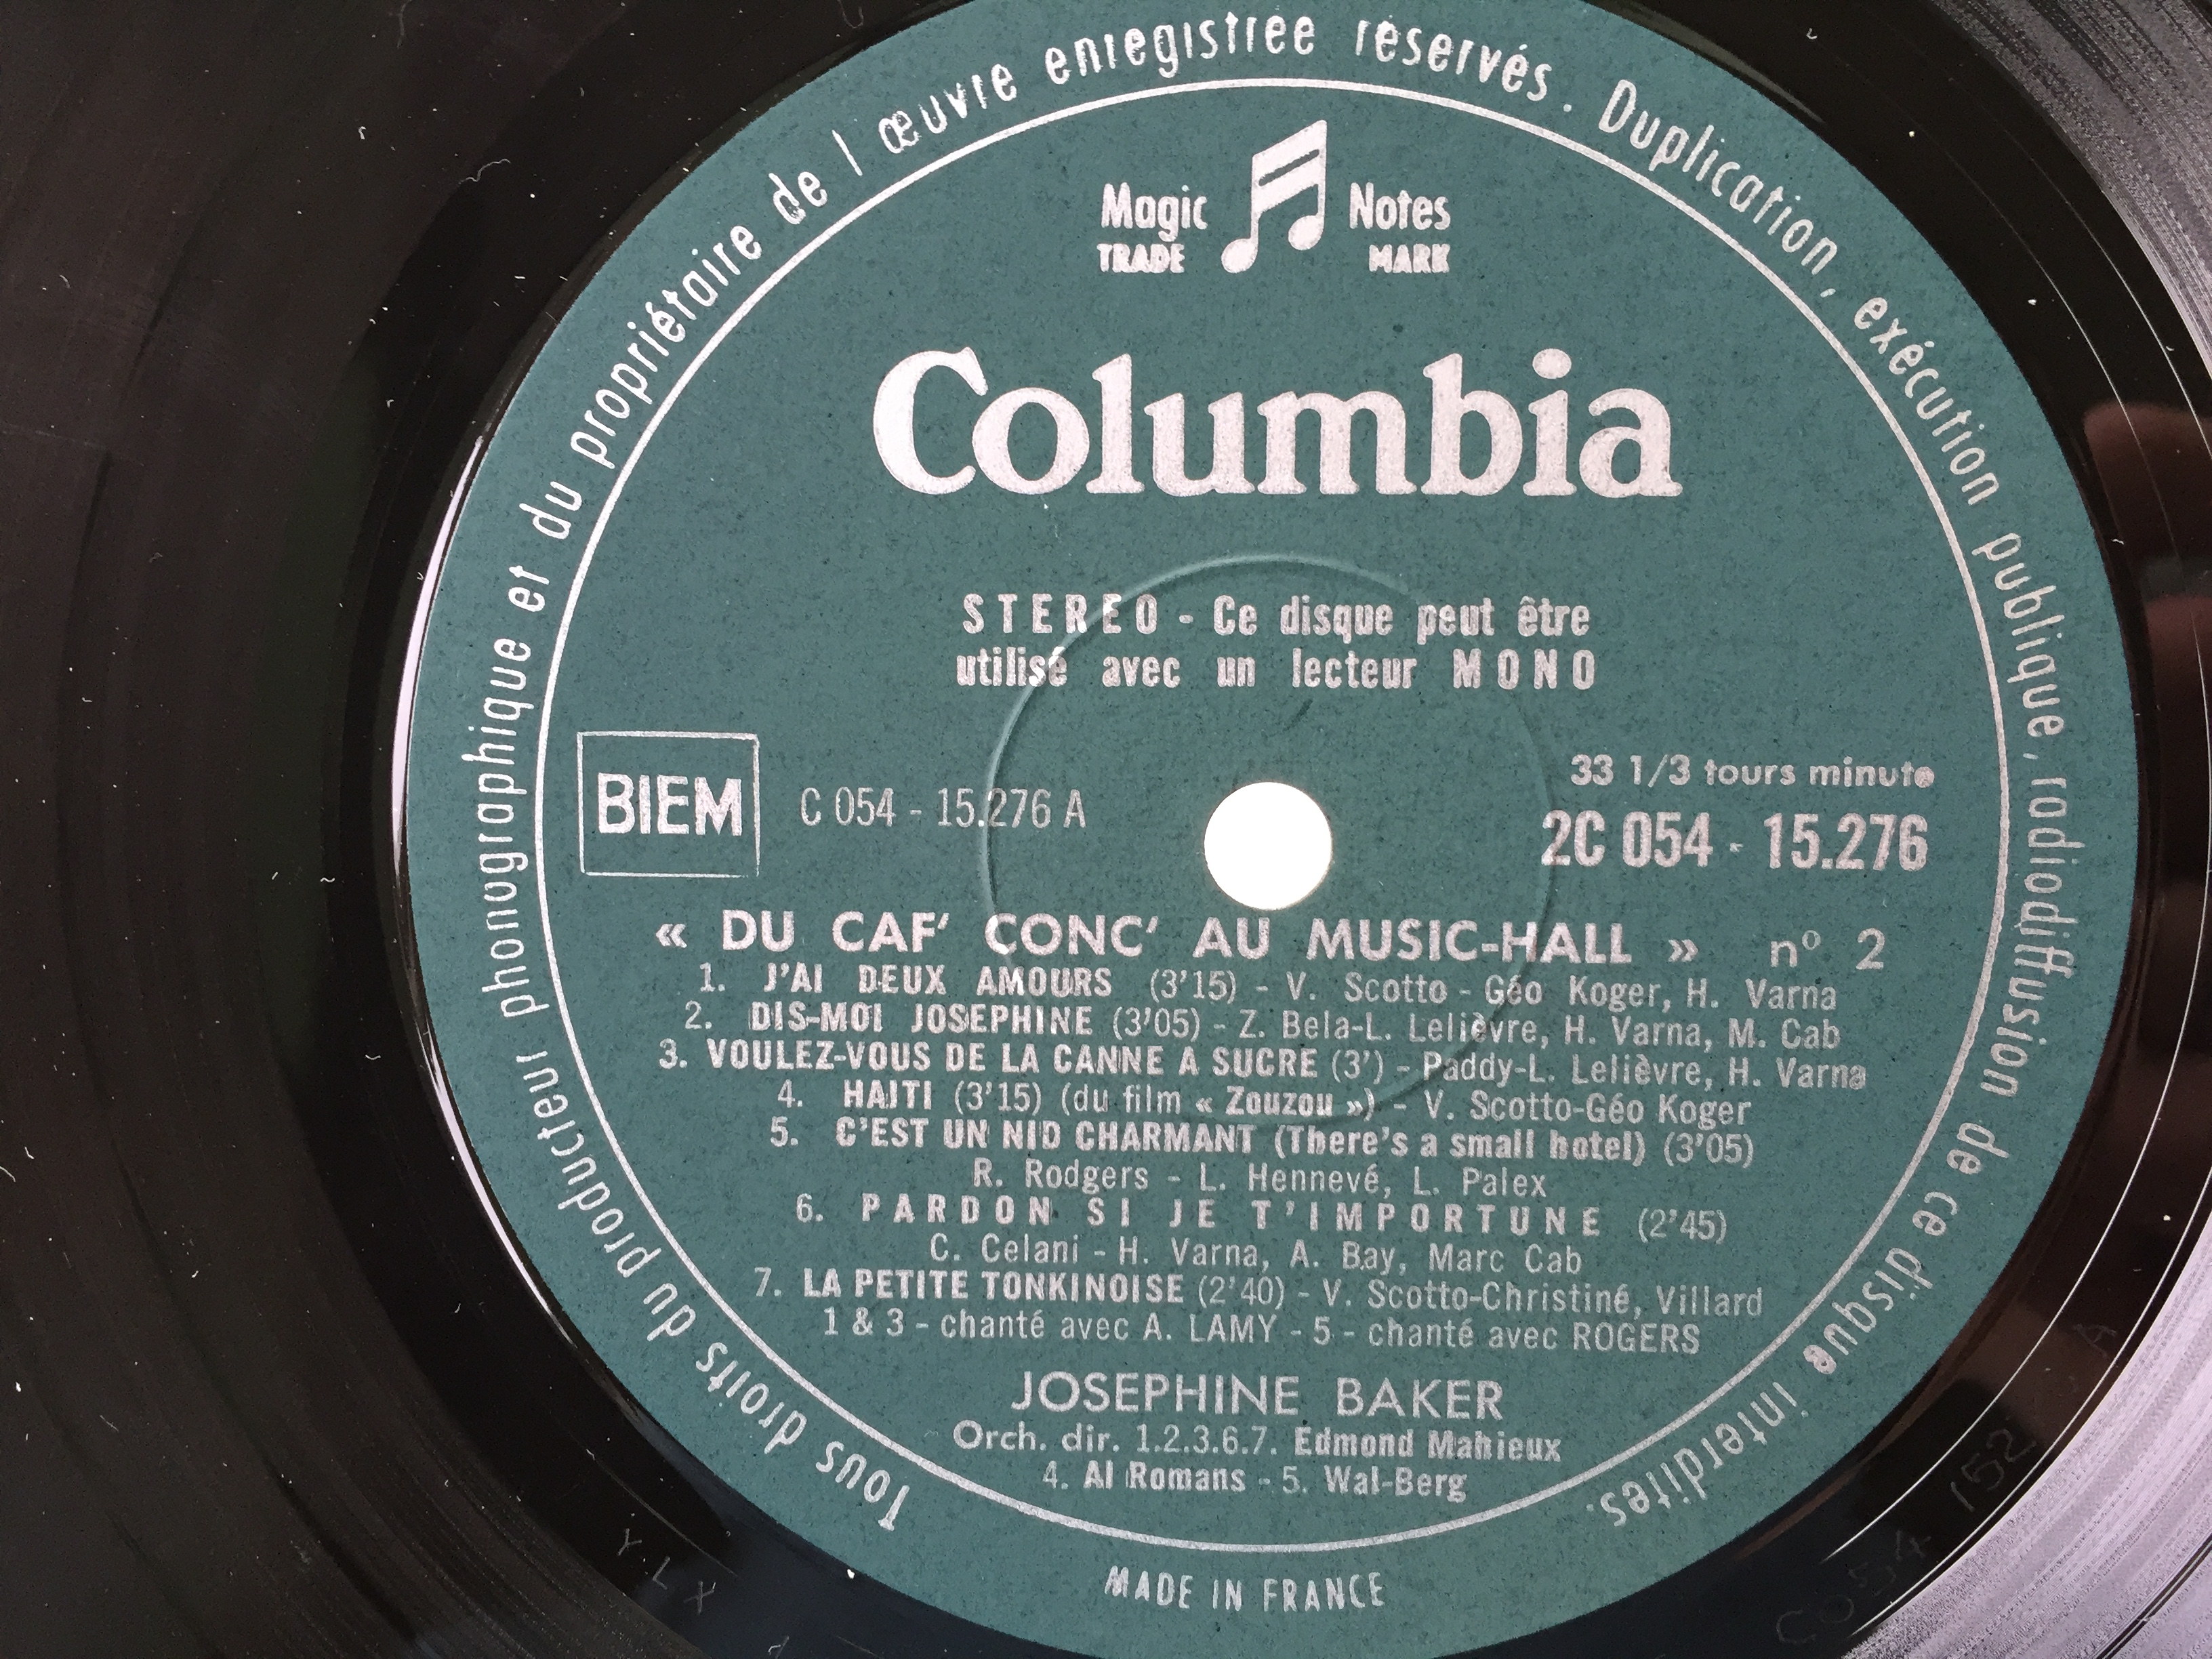 Tous droits du producteur phonographique et du propriétaire de l'œuvre enregistrée réservés. Duplication, exécution publique, radiodiffusion de ce disque interdites.
Magic Notes
TRADE MARK
Columbia
STEREO - Ce disque peut être
utilisé avec un lecteur MONO
33 1/3 tours minute
BIEM C 054 - 15.276 A 2C 054 - 15.276
« DU CAF' CONC' AU MUSIC-HALL » nº 2
1. J'AI DEUX AMOURS (3'15) - V. Scotto - Géo Koger, H. Varna
2. DIS-MOI JOSEPHINE (3'05) - Z. Bela-L. Lelièvre, H. Varna, M. Cab
3. VOULEZ-VOUS DE LA CANNE A SUCRE (3') - Paddy-L. Lelièvre, H. Varna
4. HAITI (3'15) (du film « Zouzou ») - V. Scotto-Géo Koger
5. C'EST UN NID CHARMANT (There's a small hotel) (3'05)
R. Rodgers - L. Hennevé, L. Palex
6. PARDON SI JE T'IMPORTUNE (2'45)
C. Celani - H. Varna, A. Bay, Marc Cab
7. LA PETITE TONKINOISE (2'40) - V. Scotto-Christiné, Villard
1 & 3 - chanté avec A. LAMY - 5 - chanté avec ROGERS
JOSEPHINE BAKER
Orch. dir. 1.2.3.6.7. Edmond Mahieux
4. Al Romans - 5. Wal-Berg
MADE IN FRANCE
YLX